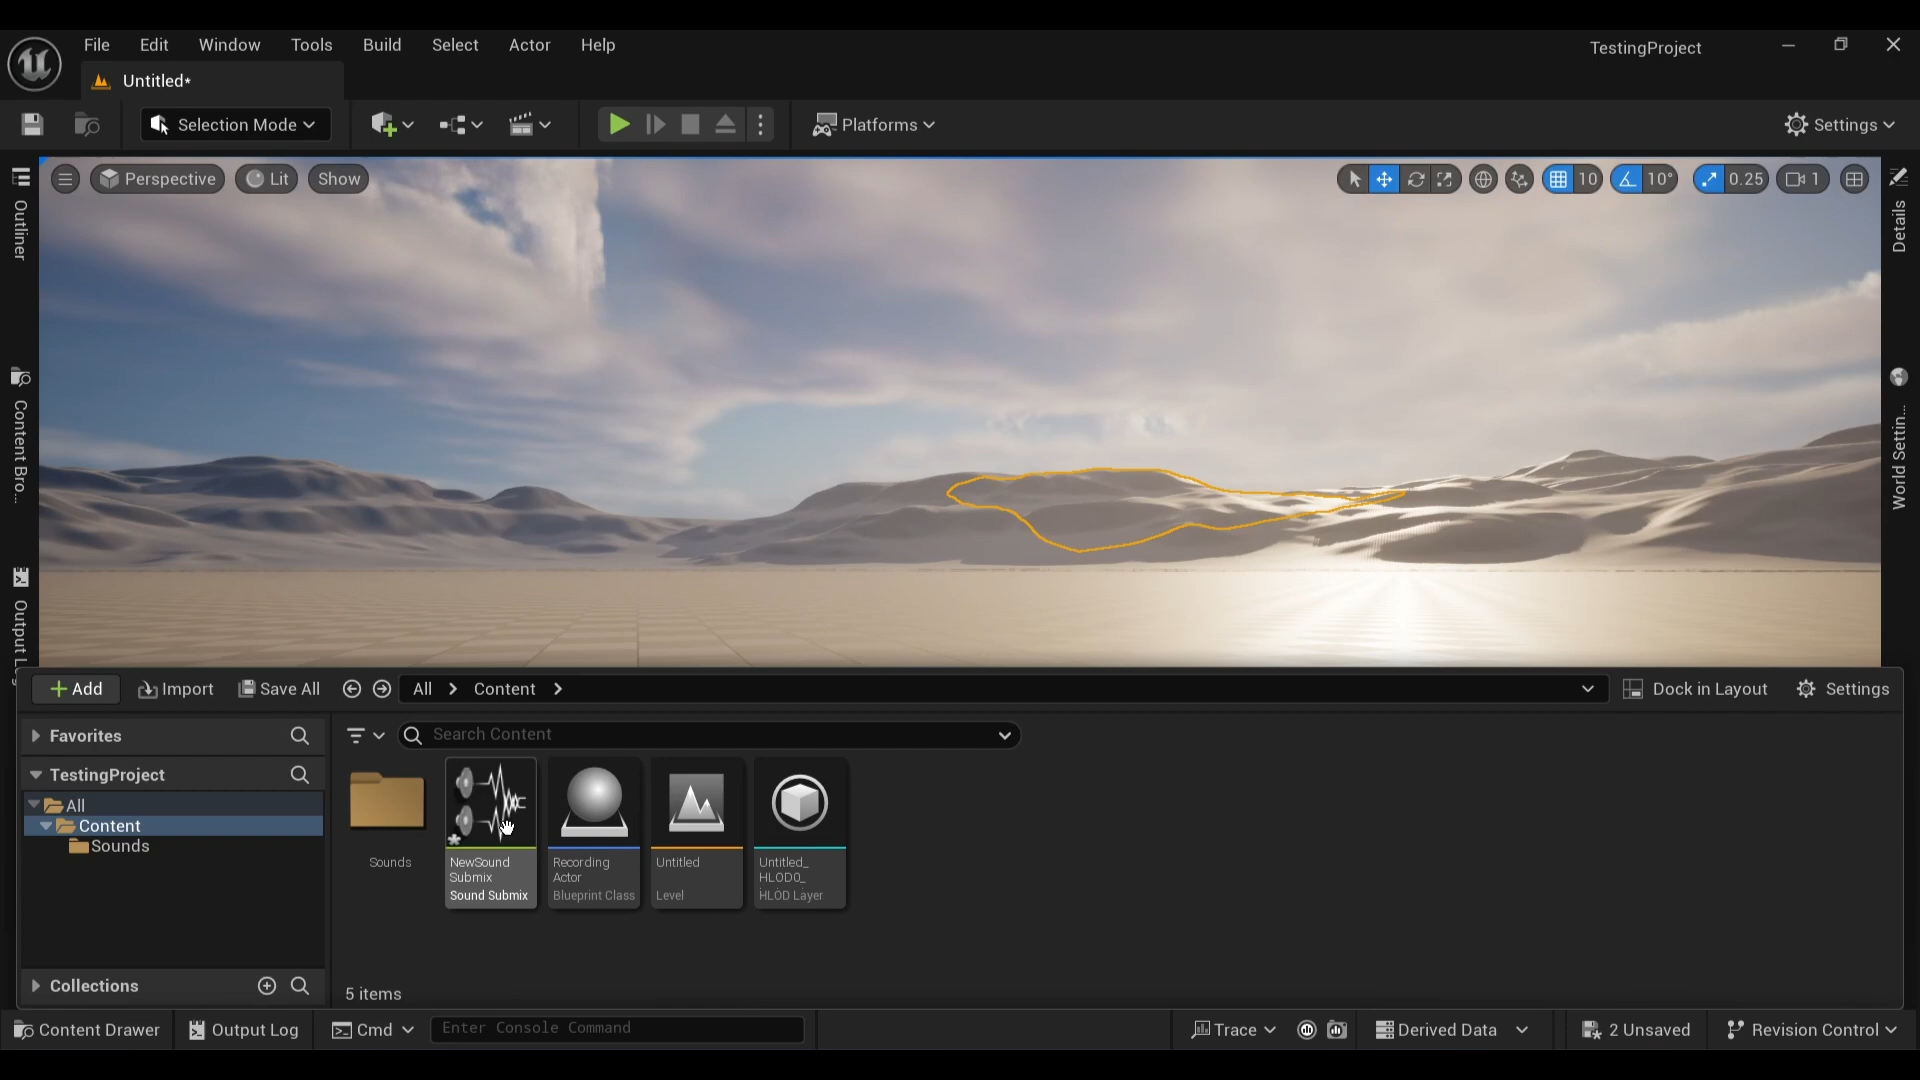 File Edit Window Tools Build Select Actor Help
TestingProject
Untitled*
Selection Mode
Platforms
Settings
Perspective
Lit
Show
10
10°
0.25
1
Outliner
Content Bro...
Output L
Details
World Settin...
Add
Import
Save All
All
Content
Dock in Layout
Settings
Favorites
Search Content
TestingProject
All
Content
Sounds
Sounds
NewSound
Submix
Sound Submix
Recording
Actor
Blueprint Class
Untitled
Level
Untitled_
HLOD0_
HLOD Layer
Collections
5 items
Content Drawer
Output Log
Cmd
Enter Console Command
Trace
Derived Data
2 Unsaved
Revision Control